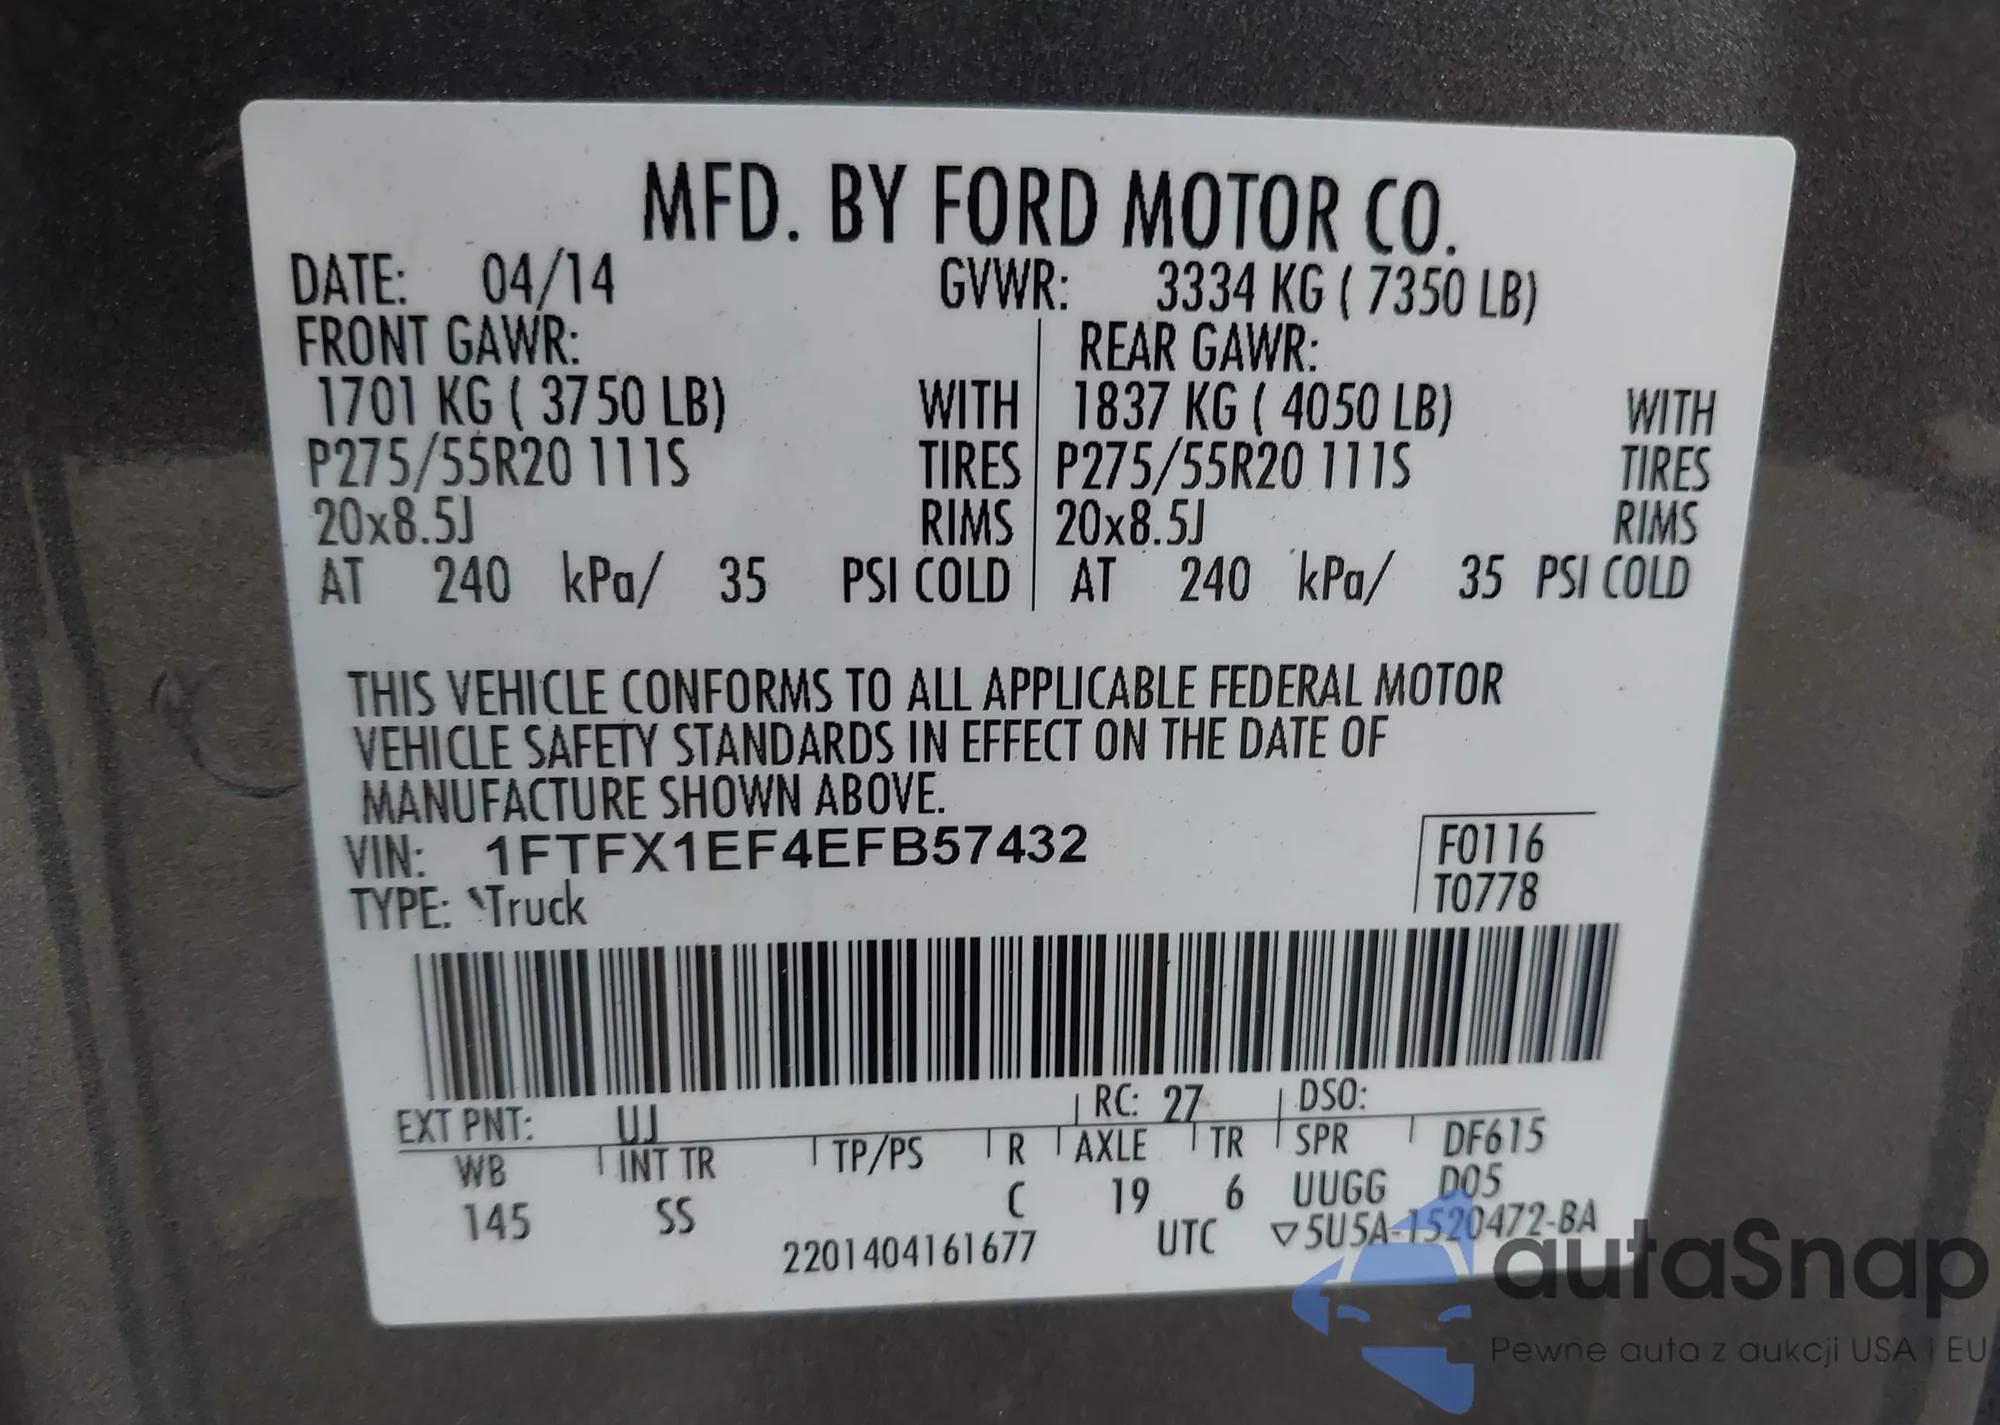 MFD. BY FORD MOTOR CO.
DATE: 04/14 GVWR: 3334 KG ( 7350 LB)
FRONT GAWR: REAR GAWR:
1701 KG ( 3750 LB) WITH 1837 KG ( 4050 LB) WITH
P275/55R20 111S TIRES P275/55R20 111S TIRES
20x8.5J RIMS 20x8.5J RIMS
AT 240 kPa/ 35 PSI COLD AT 240 kPa/ 35 PSI COLD
THIS VEHICLE CONFORMS TO ALL APPLICABLE FEDERAL MOTOR
VEHICLE SAFETY STANDARDS IN EFFECT ON THE DATE OF
MANUFACTURE SHOWN ABOVE.
VIN: 1FTFX1EF4EFB57432 F0116
TYPE: Truck T0778
EXT PNT: UJ RC: 27 DSO:
WB INT TR TP/PS R AXLE TR SPR DF615
145 SS C 19 6 UUGG D05
2201404161677 UTC ▽5U5A-1520472-BA
autaSnap
Pewne auta z aukcji USA i EU